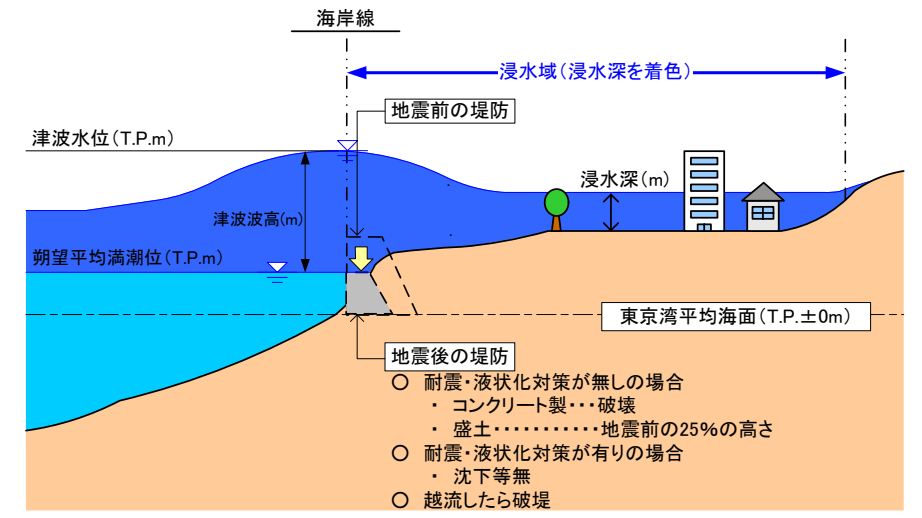 海岸線
浸水域(浸水深を着色)
地震前の堤防
津波水位(T.P.m)
浸水深(m)
津波波高(m)
朔望平均満潮位(T.P.m)
東京湾平均海面(T.P.±0m)
地震後の堤防
○ 耐震・液状化対策が無しの場合
・ コンクリート製・・・破壊
・ 盛土・・・・・・・・・・・地震前の25%の高さ
○ 耐震・液状化対策が有りの場合
・ 沈下等無
○ 越流したら破堤